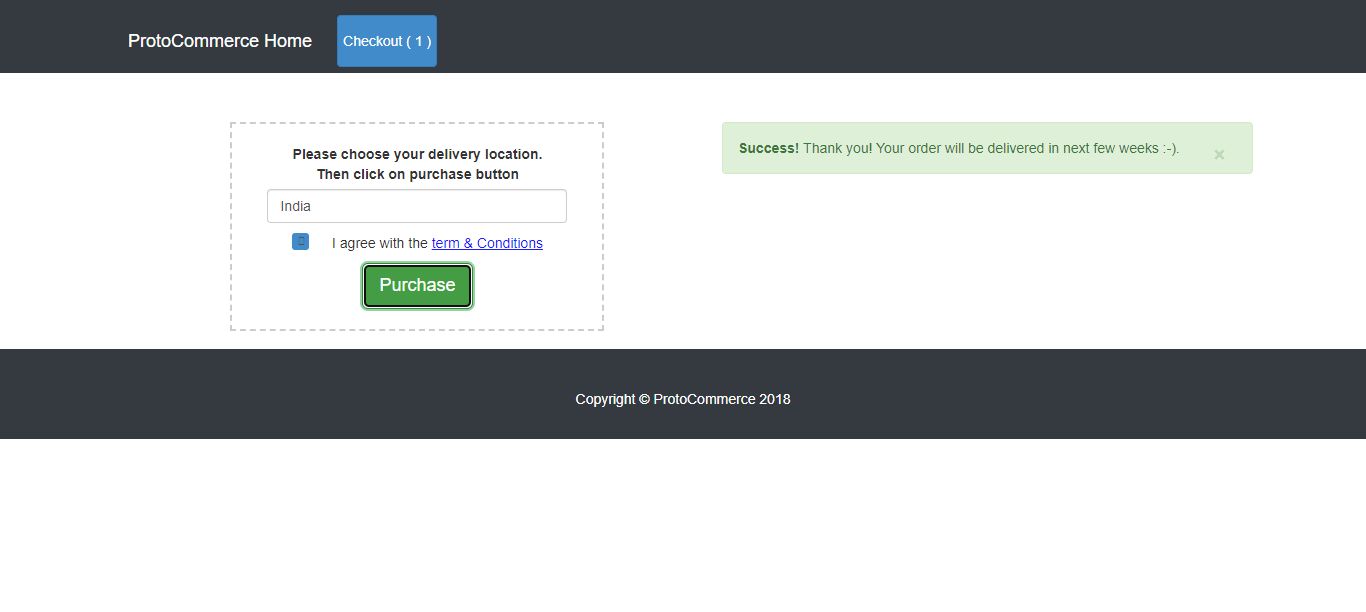 ProtoCommerce Home
Checkout ( 1 )
Please choose your delivery location.
Then click on purchase button
India
I agree with the term & Conditions
Purchase
Success! Thank you! Your order will be delivered in next few weeks :-).
×
Copyright © ProtoCommerce 2018